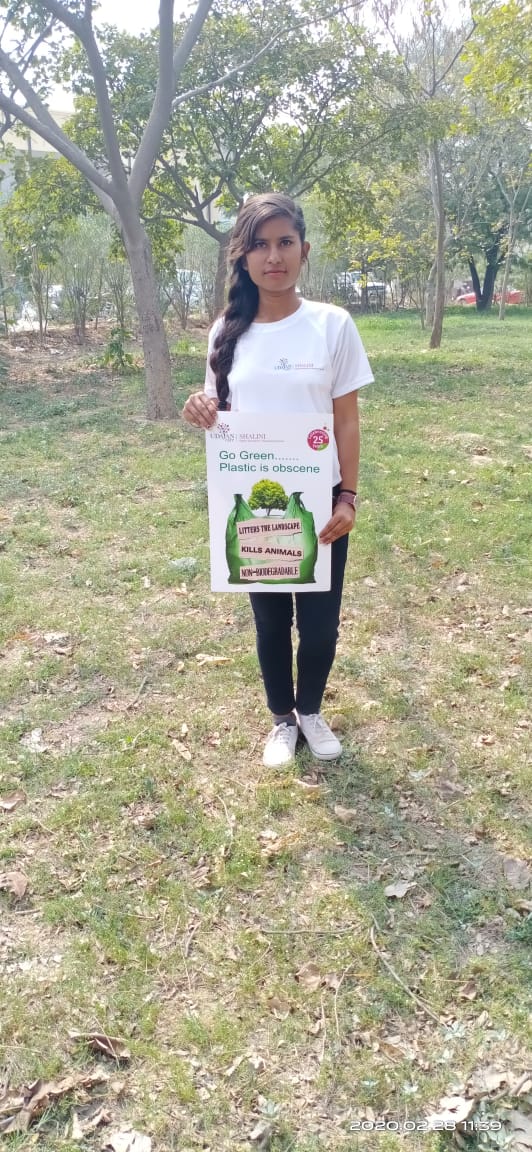 UDAYAN SHALINI
UDAYAN CARE SHALINI
25
Go Green.......
Plastic is obscene
LITTERS THE LANDSCAPE
KILLS ANIMALS
NON-BIODEGRADABLE
2020.02.28 11:39